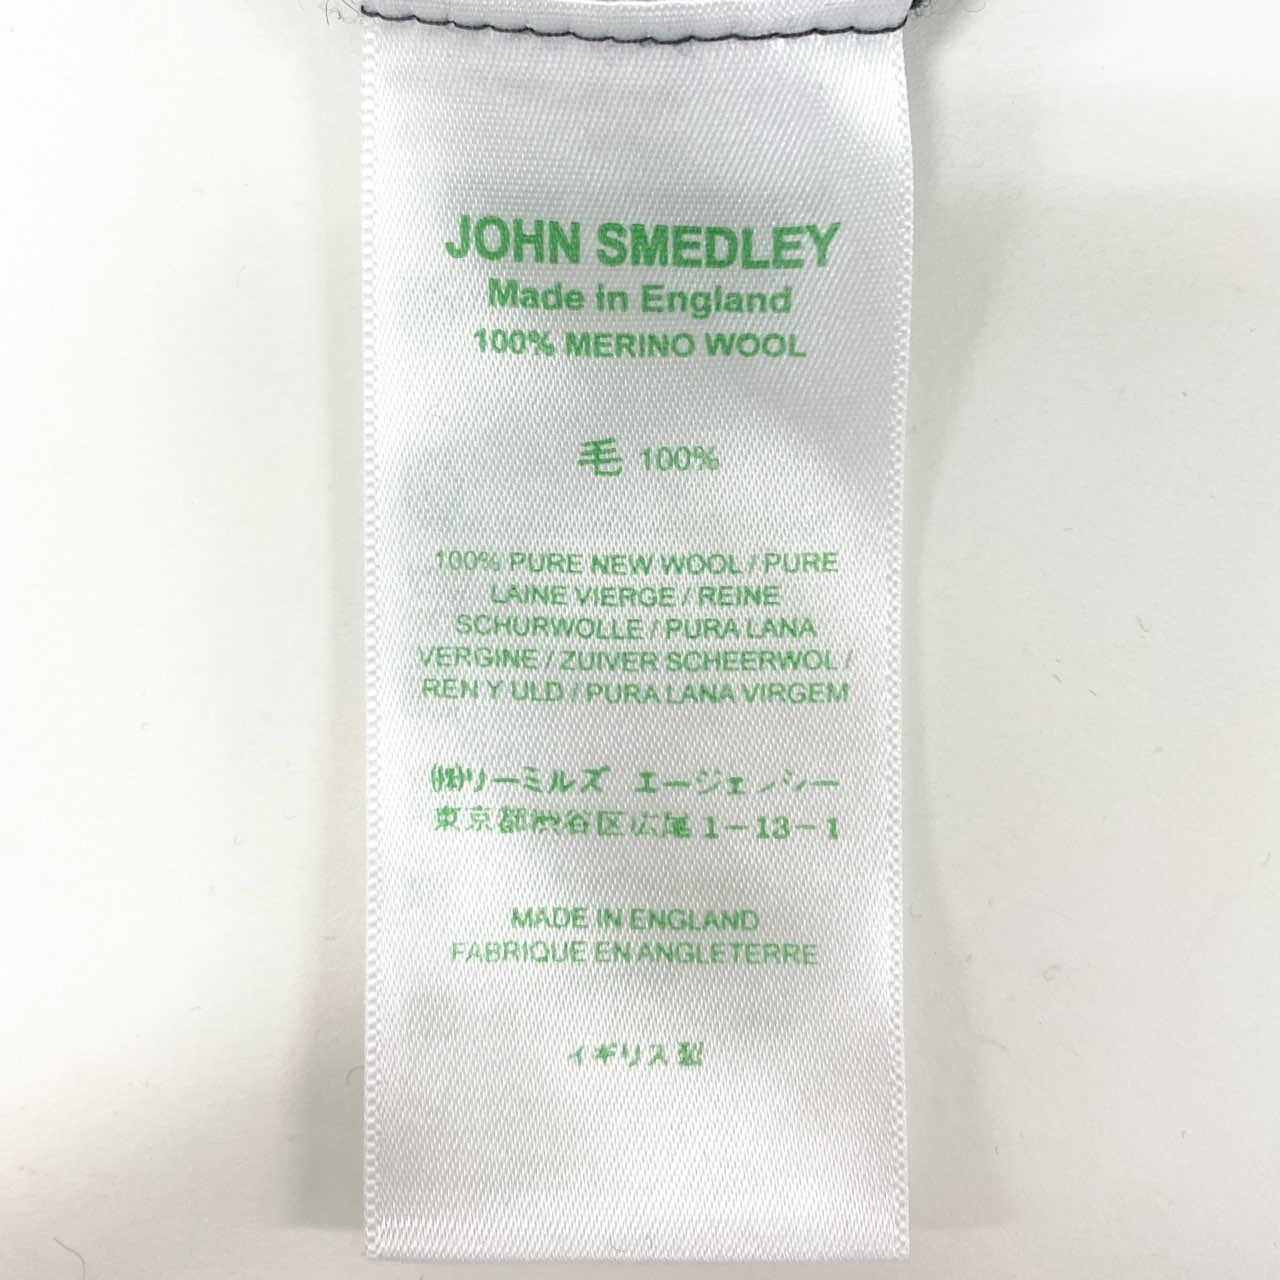 JOHN SMEDLEY
Made in England
100% MERINO WOOL
毛 100%
100% PURE NEW WOOL / PURE
LAINE VIERGE / REINE
SCHURWOLLE / PURA LANA
VERGINE / ZUIVER SCHEERWOL /
REN Y ULD / PURA LANA VIRGEM
㈱リーミルズ エージェンシー
東京都渋谷区広尾1-13-1
MADE IN ENGLAND
FABRIQUE EN ANGLETERRE
イギリス製